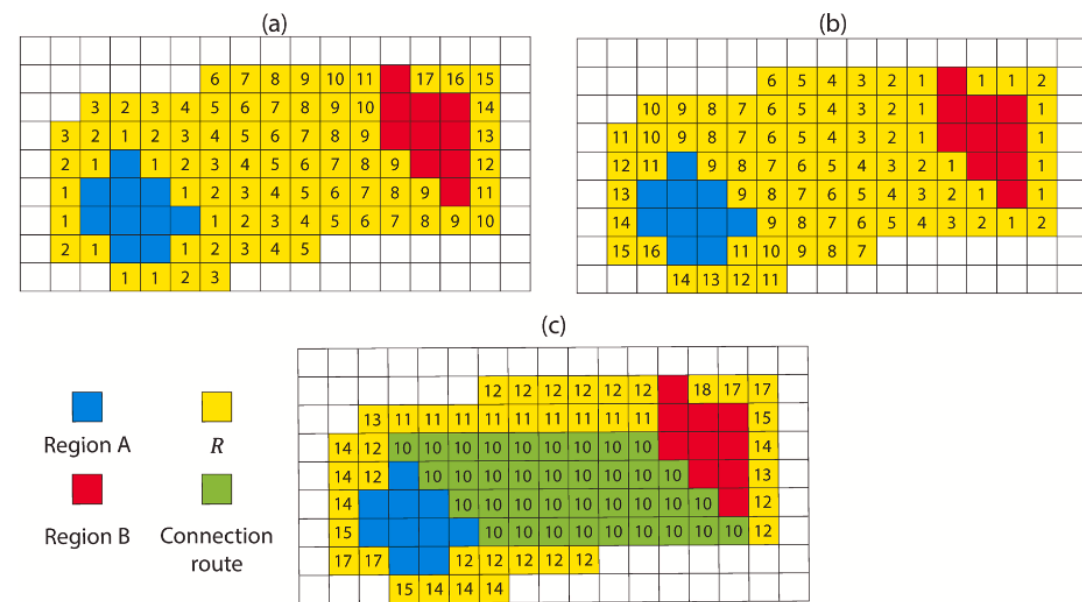 (a)
6 7 8 9 10 11 17 16 15
3 2 3 4 5 6 7 8 9 10 14
3 2 1 2 3 4 5 6 7 8 9 13
2 1 1 2 3 4 5 6 7 8 9 12
1 1 2 3 4 5 6 7 8 9 11
1 1 2 3 4 5 6 7 8 9 10
2 1 1 2 3 4 5
1 1 2 3
(b)
6 5 4 3 2 1 1 1 2
10 9 8 7 6 5 4 3 2 1 1
11 10 9 8 7 6 5 4 3 2 1 1
12 11 9 8 7 6 5 4 3 2 1 1
13 9 8 7 6 5 4 3 2 1 1
14 9 8 7 6 5 4 3 2 1 2
15 16 11 10 9 8 7
14 13 12 11
(c)
12 12 12 12 12 12 18 17 17
13 11 11 11 11 11 11 11 11 11 15
14 12 10 10 10 10 10 10 10 10 10 14
14 12 10 10 10 10 10 10 10 10 10 13
14 10 10 10 10 10 10 10 10 10 12
15 10 10 10 10 10 10 10 10 10 12
17 17 12 12 12 12 12
15 14 14 14
Region A
R
Region B
Connection
route